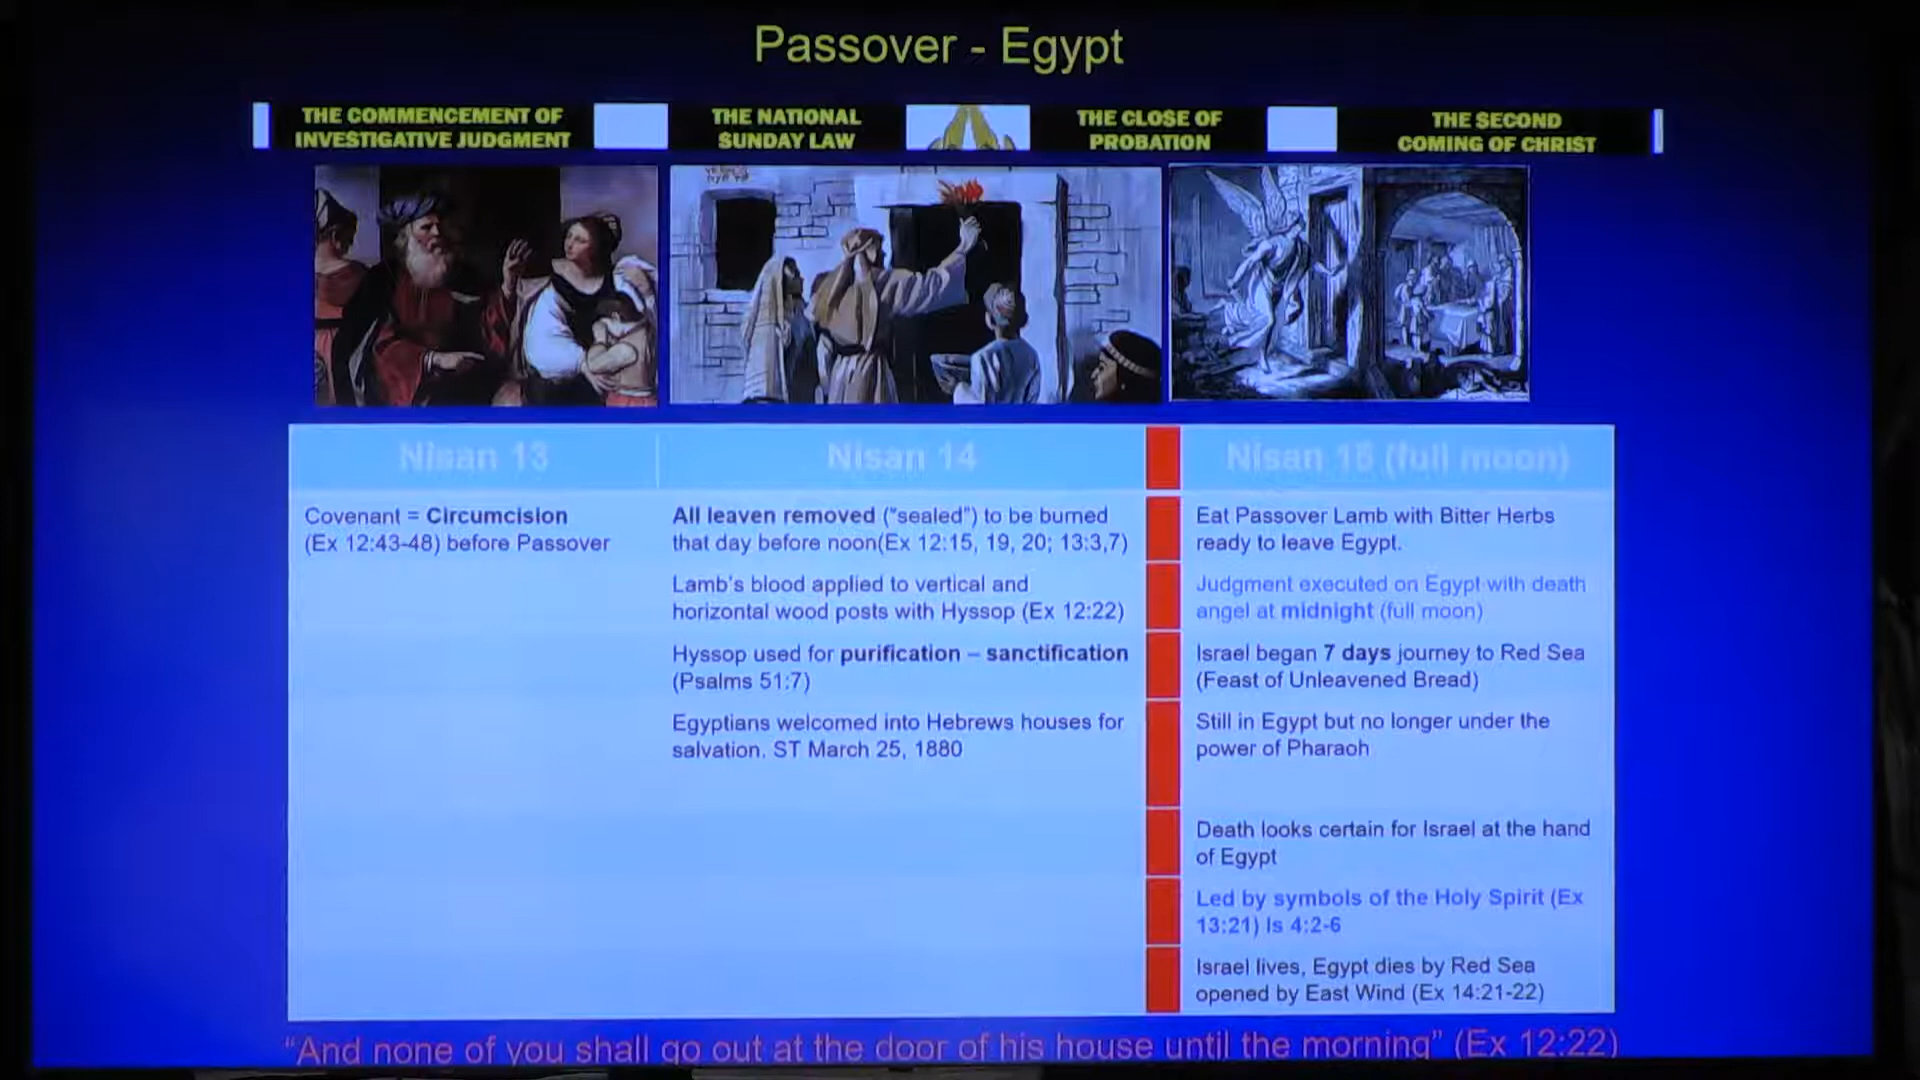 Passover - Egypt
THE COMMENCEMENT OF
INVESTIGATIVE JUDGMENT
THE NATIONAL
SUNDAY LAW
THE CLOSE OF
PROBATION
THE SECOND
COMING OF CHRIST
Nisan 13
Nisan 14
Nisan 15 (full moon)
Covenant = Circumcision
(Ex 12:43-48) before Passover
All leaven removed ("sealed") to be burned
that day before noon(Ex 12:15, 19, 20; 13:3,7)
Lamb's blood applied to vertical and
horizontal wood posts with Hyssop (Ex 12:22)
Hyssop used for purification – sanctification
(Psalms 51:7)
Egyptians welcomed into Hebrews houses for
salvation. ST March 25, 1880
Eat Passover Lamb with Bitter Herbs
ready to leave Egypt.
Judgment executed on Egypt with death
angel at midnight (full moon)
Israel began 7 days journey to Red Sea
(Feast of Unleavened Bread)
Still in Egypt but no longer under the
power of Pharaoh
Death looks certain for Israel at the hand
of Egypt
Led by symbols of the Holy Spirit (Ex
13:21) Is 4:2-6
Israel lives, Egypt dies by Red Sea
opened by East Wind (Ex 14:21-22)
"And none of you shall go out at the door of his house until the morning" (Ex 12:22)